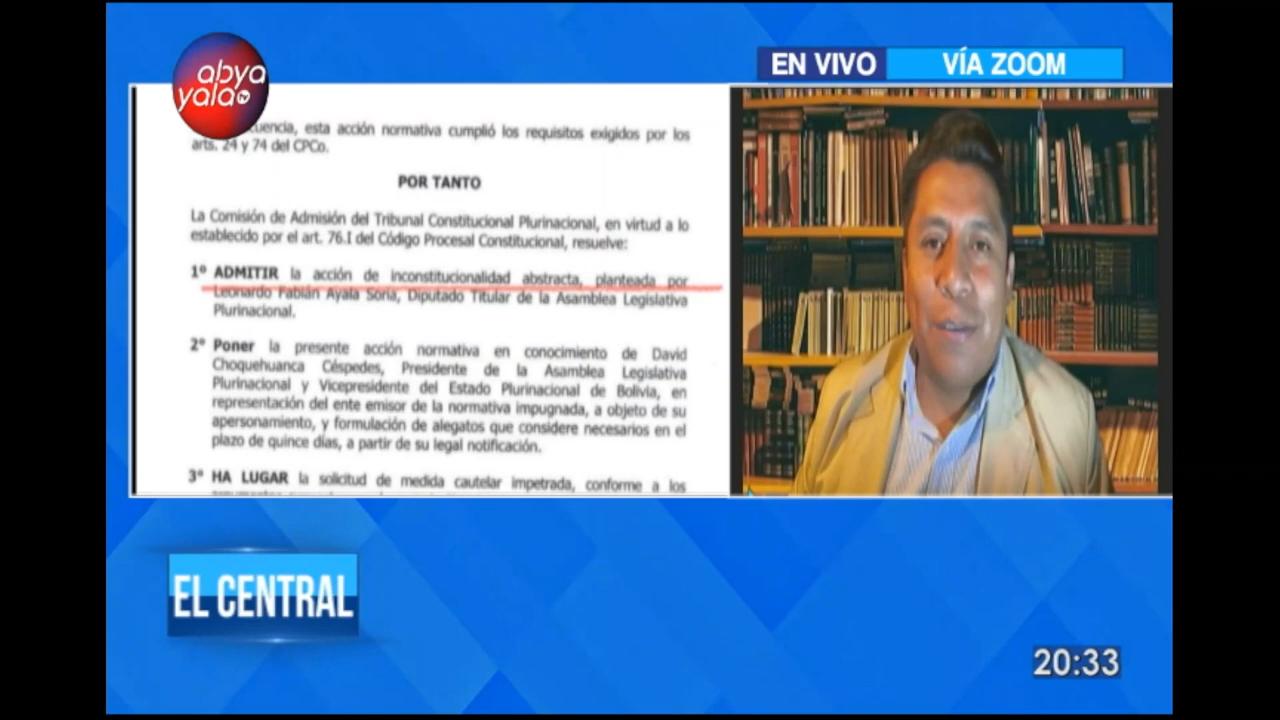 abya
yala tv
EN VIVO VÍA ZOOM
cuencia, esta acción normativa cumplió los requisitos exigidos por los
arts. 24 y 74 del CPCo.
POR TANTO
La Comisión de Admisión del Tribunal Constitucional Plurinacional, en virtud a lo
establecido por el art. 76.I del Código Procesal Constitucional, resuelve:
1º ADMITIR la acción de inconstitucionalidad abstracta, planteada por
Leonardo Fabián Ayala Soria, Diputado Titular de la Asamblea Legislativa
Plurinacional.
2º Poner la presente acción normativa en conocimiento de David
Choquehuanca Céspedes, Presidente de la Asamblea Legislativa
Plurinacional y Vicepresidente del Estado Plurinacional de Bolivia, en
representación del ente emisor de la normativa impugnada, a objeto de su
apersonamiento, y formulación de alegatos que considere necesarios en el
plazo de quince días, a partir de su legal notificación.
3º HA LUGAR la solicitud de medida cautelar impetrada, conforme a los
EL CENTRAL
20:33